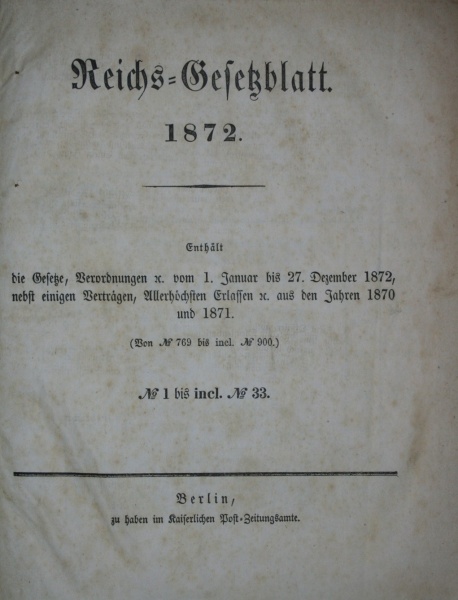 Reichs-Gesetzblatt.
1872.
Enthält
die Gesetze, Verordnungen ꝛc. vom 1. Januar bis 27. Dezember 1872,
nebst einigen Verträgen, Allerhöchsten Erlassen ꝛc. aus den Jahren 1870
und 1871.
(Von № 769 bis incl. № 900.)
№ 1 bis incl. № 33.
Berlin,
zu haben im Kaiserlichen Post-Zeitungsamte.